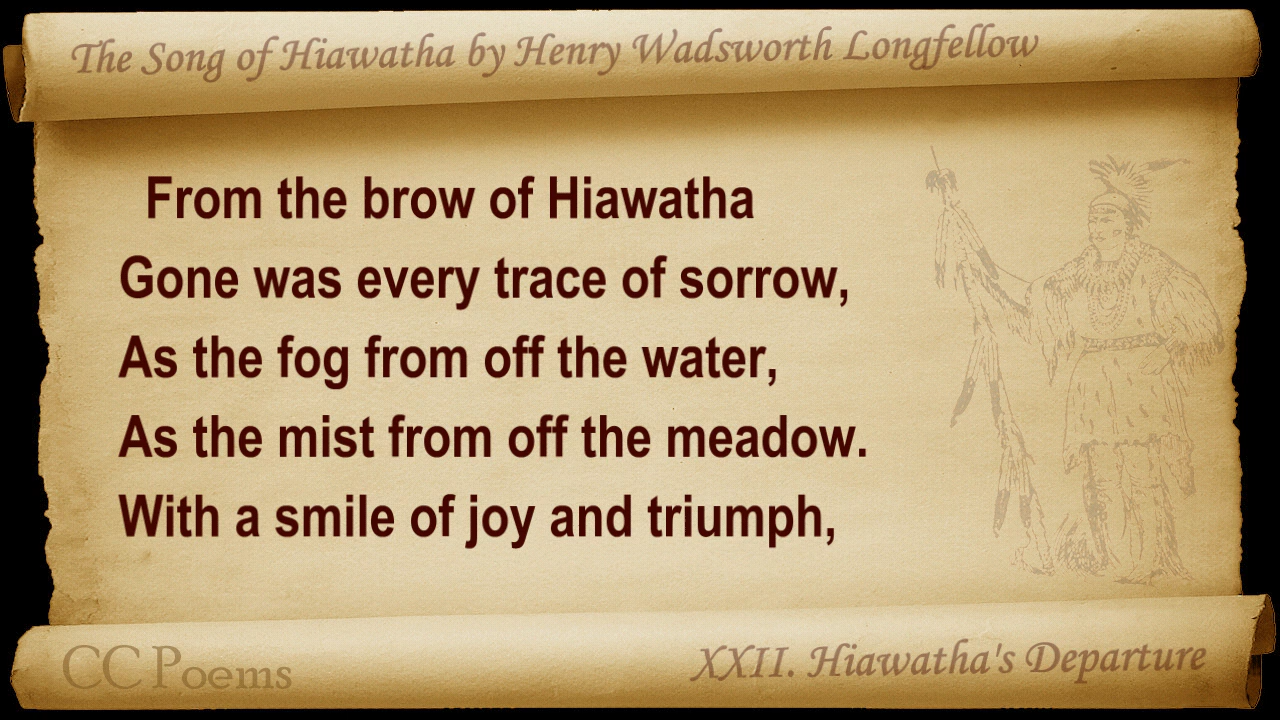 The Song of Hiawatha by Henry Wadsworth Longfellow
From the brow of Hiawatha
Gone was every trace of sorrow,
As the fog from off the water,
As the mist from off the meadow.
With a smile of joy and triumph,
CC Poems
XXII. Hiawatha's Departure